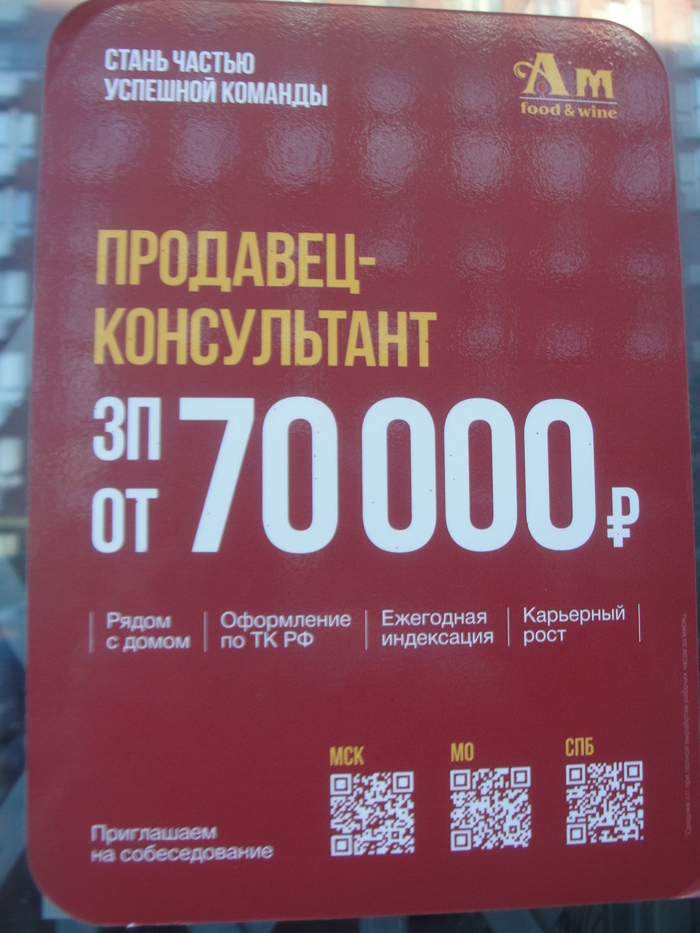 СТАНЬ ЧАСТЬЮ
УСПЕШНОЙ КОМАНДЫ
Ам
food & wine
ПРОДАВЕЦ-
КОНСУЛЬТАНТ
ЗП
ОТ
70 000 ₽
Рядом
с домом
Оформление
по ТК РФ
Ежегодная
индексация
Карьерный
рост
МСК
МО
СПБ
Приглашаем
на собеседование